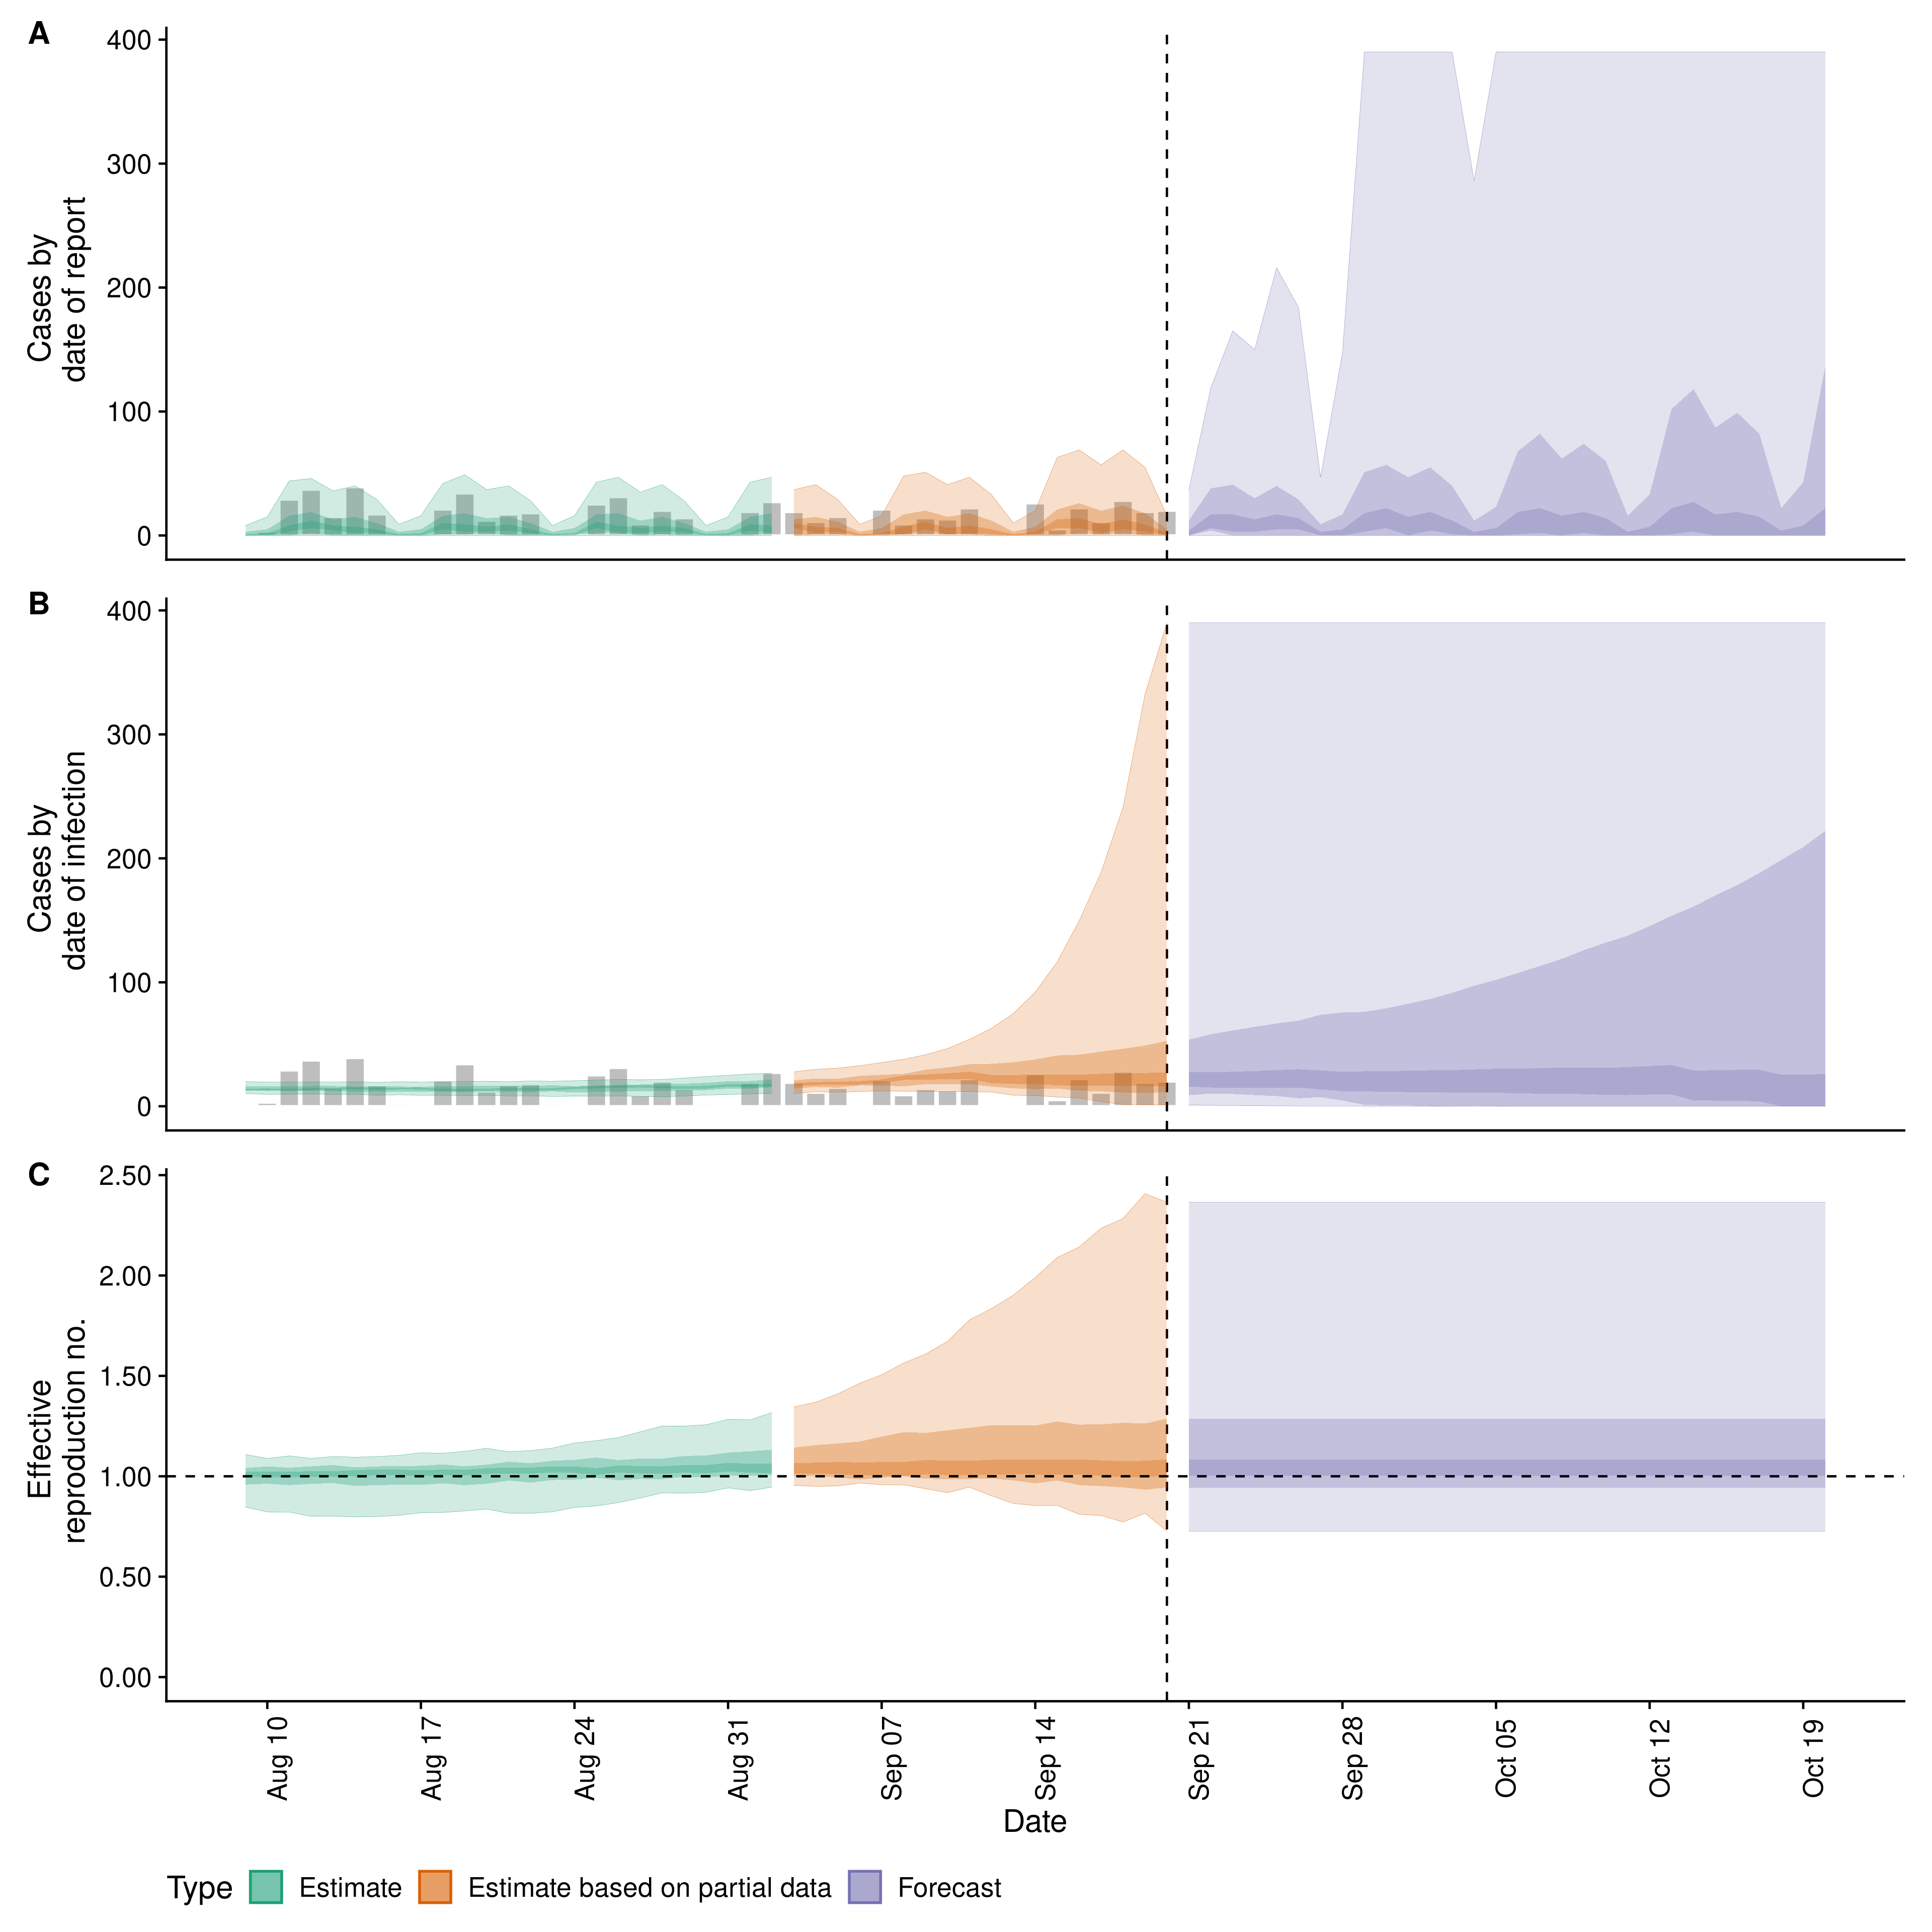 A
400
300
200
100
0
Cases by
date of report
B
400
300
200
100
0
Cases by
date of infection
C
2.50
2.00
1.50
1.00
0.50
0.00
Effective
reproduction no.
Aug 10
Aug 17
Aug 24
Aug 31
Sep 07
Sep 14
Sep 21
Sep 28
Oct 05
Oct 12
Oct 19
Date
Type Estimate Estimate based on partial data Forecast